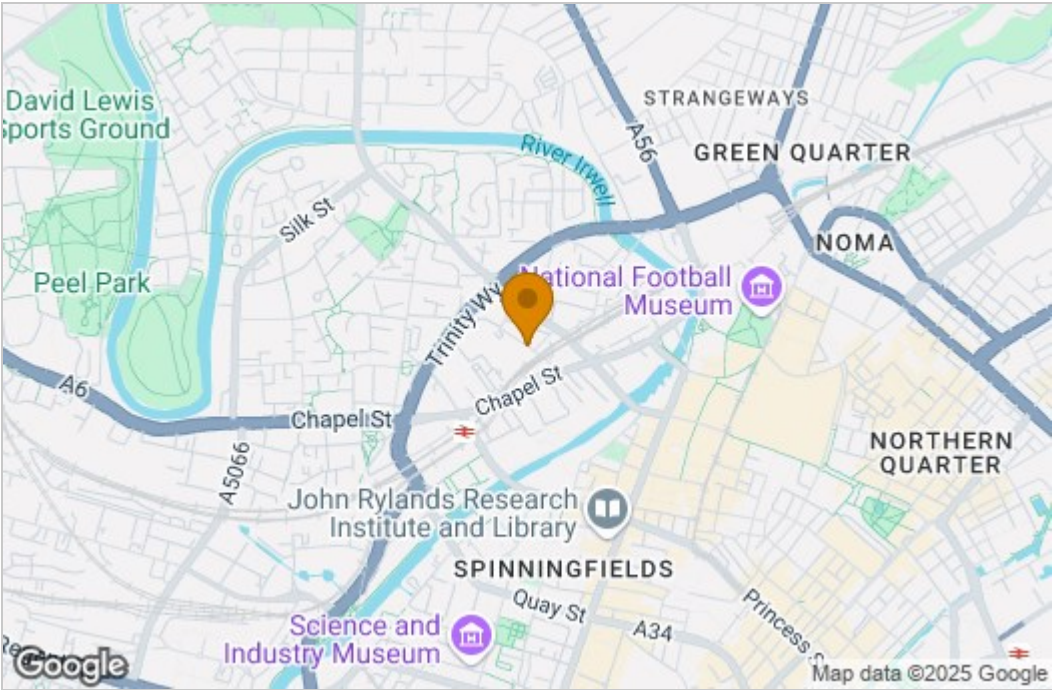 David Lewis
Sports Ground
STRANGEWAYS
A56
GREEN QUARTER
River Irwell
Silk St
NOMA
Peel Park
National Football
Museum
Trinity Wy
A6
Chapel St
Chapel St
A5066
NORTHERN
QUARTER
John Rylands Research
Institute and Library
SPINNINGFIELDS
Quay St
A34
Princess S
Science and
Industry Museum
Google
Map data ©2025 Google